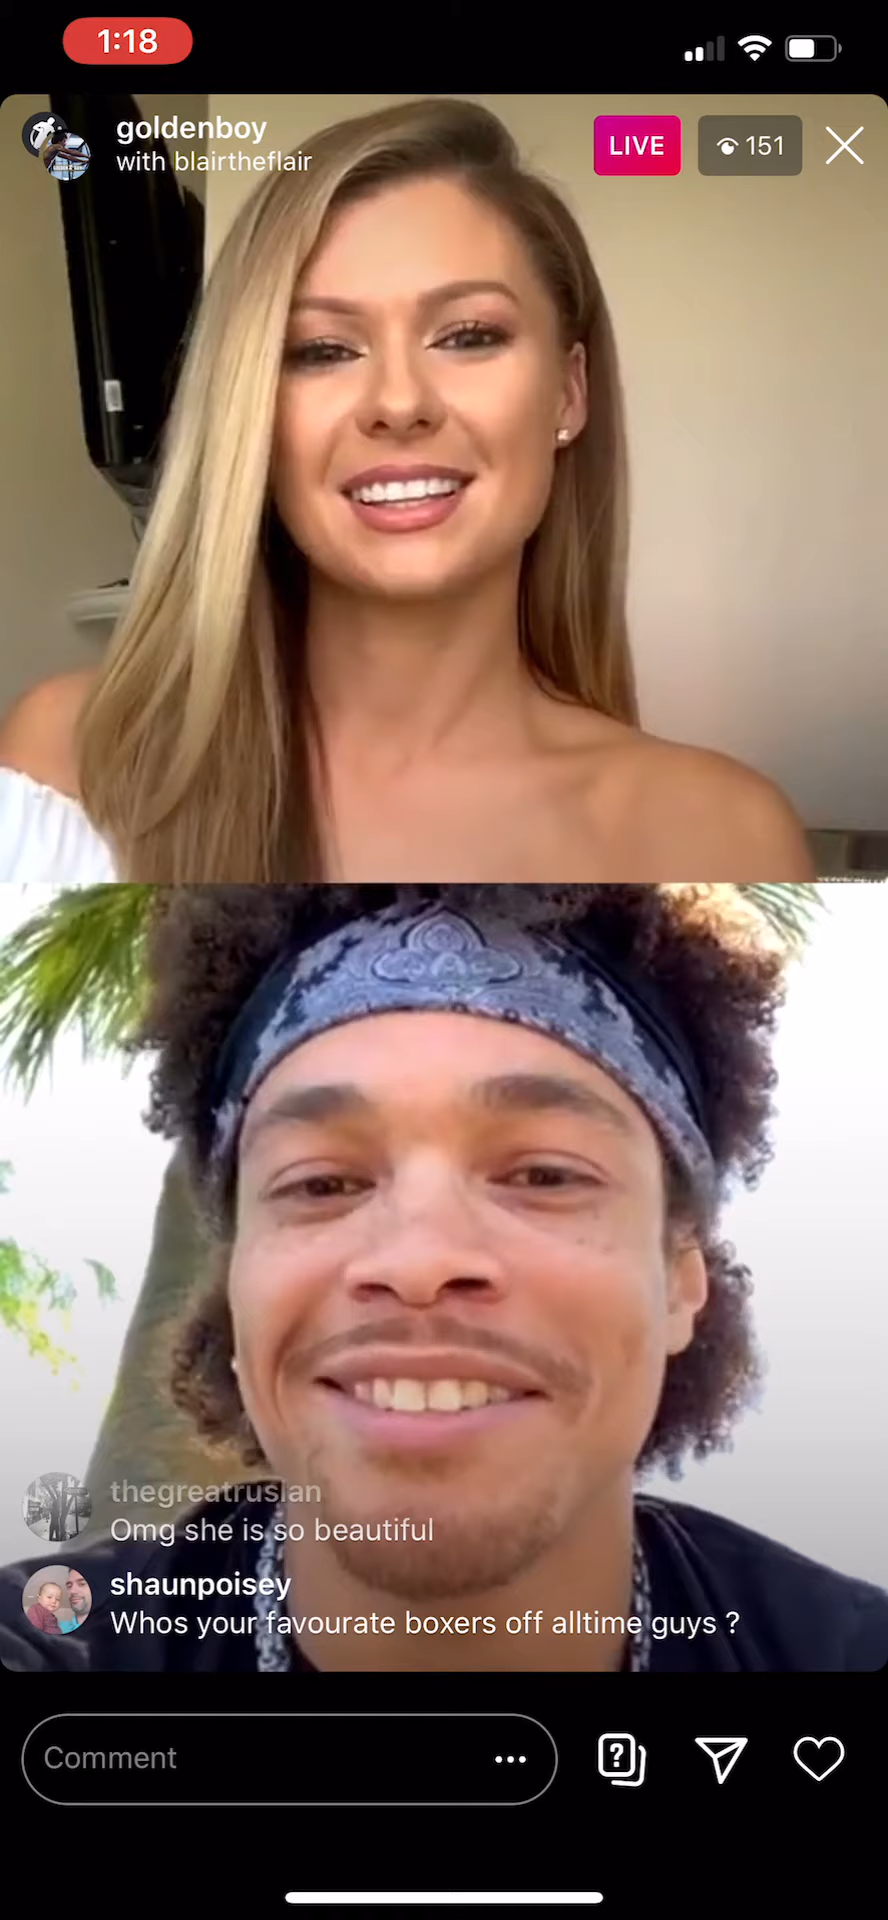 1:18
goldenboy
with blairtheflair
LIVE
151
thegreatruslan
Omg she is so beautiful
shaunpoisey
Whos your favourate boxers off alltime guys ?
Comment